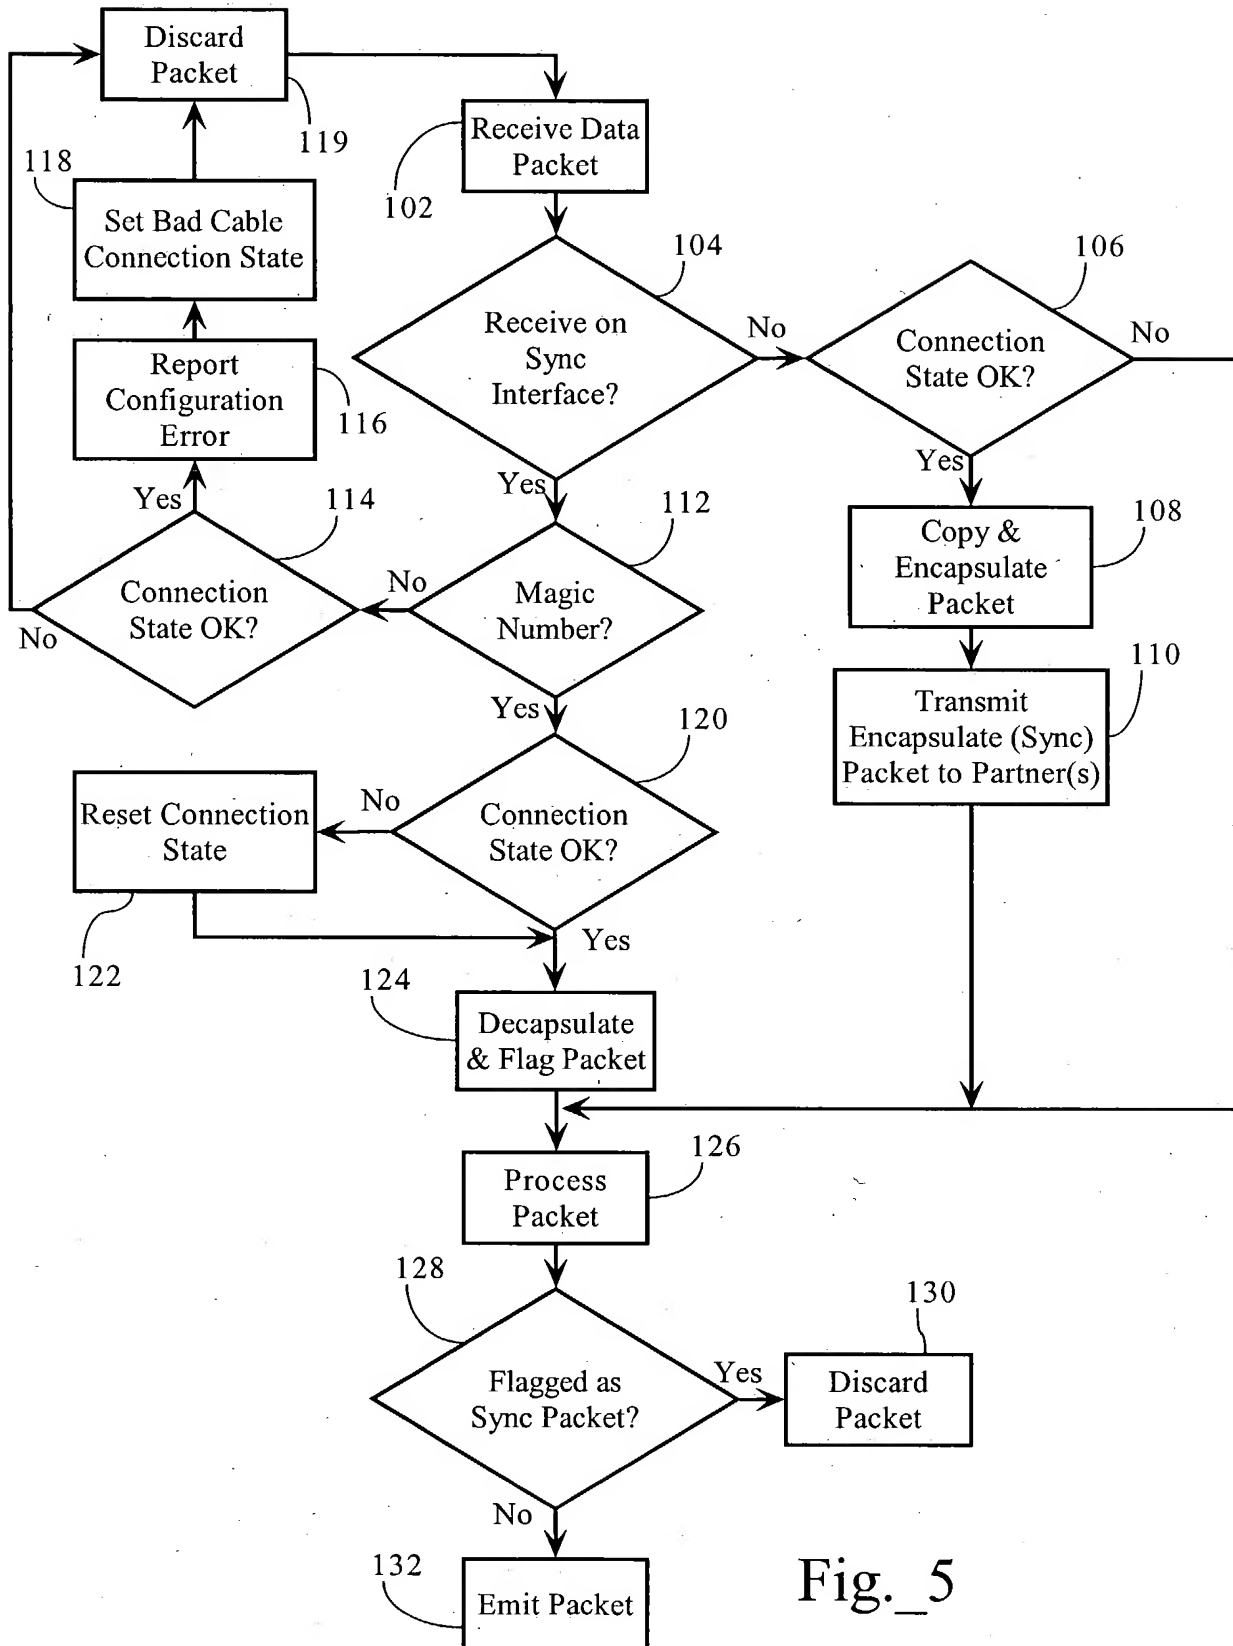 Discard
Packet
119
Receive Data
Packet
102
118
Set Bad Cable
Connection State
104
106
Receive on
Sync
Interface?
No
Connection
State OK?
No
Report
Configuration
Error
116
Yes
Yes
Yes
114
112
108
Copy &
Encapsulate
Packet
Connection
State OK?
No
No
Magic
Number?
110
Transmit
Encapsulate (Sync)
Packet to Partner(s)
Yes
120
Reset Connection
State
No
Connection
State OK?
122
Yes
124
Decapsulate
& Flag Packet
126
Process
Packet
128
130
Flagged as
Sync Packet?
Yes
Discard
Packet
No
132
Emit Packet
Fig._5